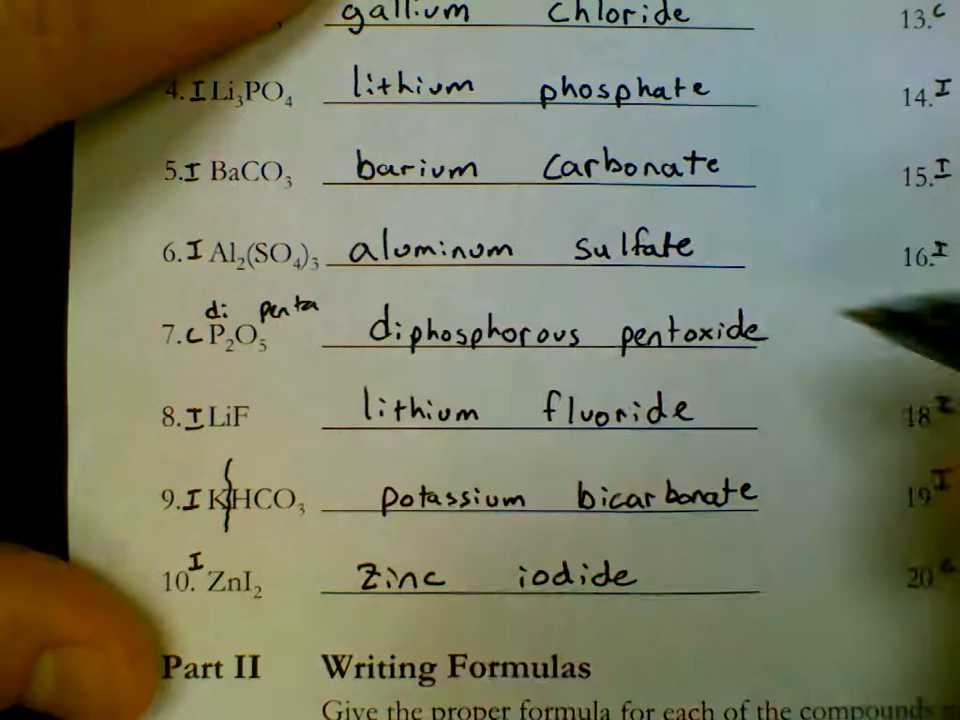 gallium chloride 13. C
4. I Li₃PO₄ lithium phosphate 14. I
5. I BaCO₃ barium carbonate 15. I
6. I Al₂(SO₄)₃ aluminum sulfate 16. I
di penta
7. C P₂O₅ diphosphorous pentoxide
8. I LiF lithium fluoride 18 I
9. I K HCO₃ potassium bicarbonate 19 I
I
10. ZnI₂ zinc iodide 20
Part II Writing Formulas
Give the proper formula for each of the compounds